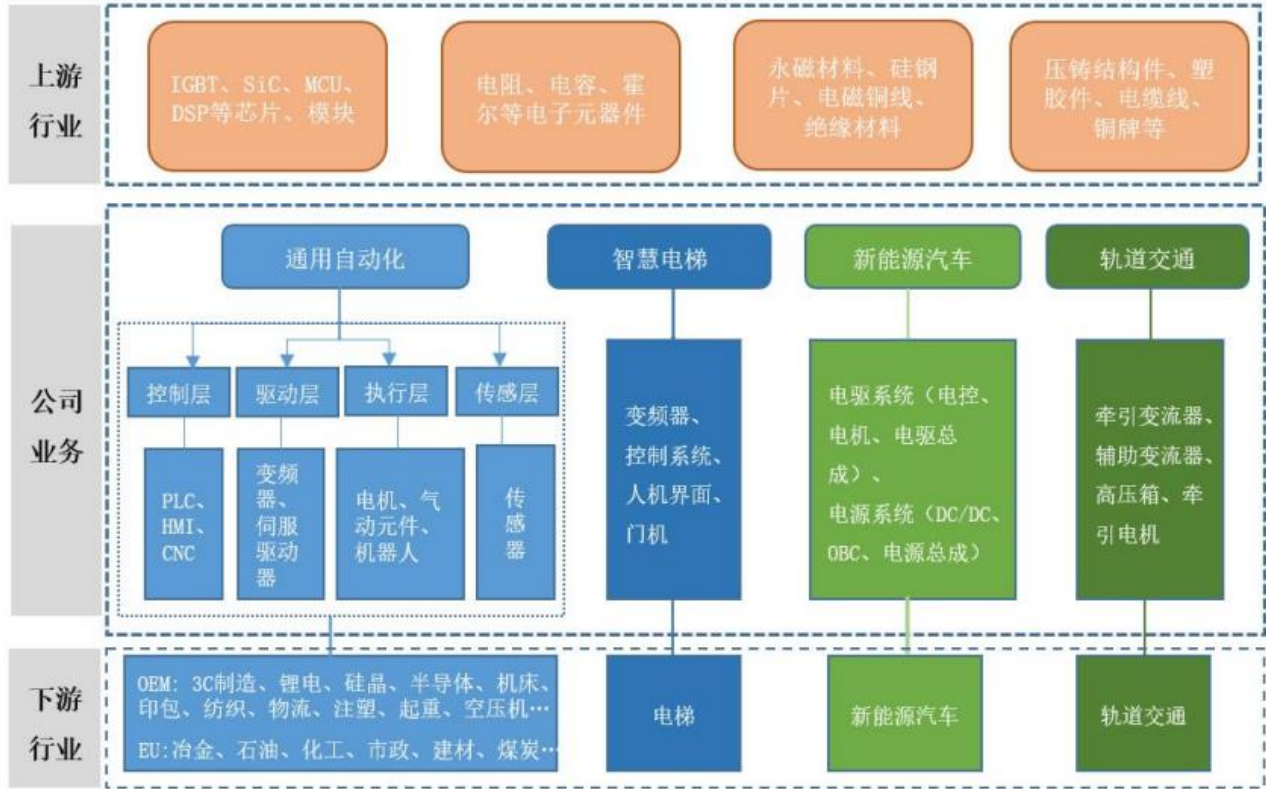 上游
行业
IGBT、SiC、MCU、
DSP等芯片、模块
电阻、电容、霍
尔等电子元器件
永磁材料、硅钢
片、电磁铜线、
绝缘材料
压铸结构件、塑
胶件、电缆线、
铜牌等
公司
业务
通用自动化
智慧电梯
新能源汽车
轨道交通
控制层
驱动层
执行层
传感层
PLC、
HMI、
CNC
变频
器、
伺服
驱动
器
电机、气
动元件、
机器人
传
感
器
变频器、
控制系统、
人机界面、
门机
电驱系统（电控、
电机、电驱总
成）、
电源系统（DC/DC、
OBC、电源总成）
牵引变流器、
辅助变流器、
高压箱、牵
引电机
下游
行业
OEM: 3C制造、锂电、硅晶、半导体、机床、
印包、纺织、物流、注塑、起重、空压机…
EU:冶金、石油、化工、市政、建材、煤炭…
电梯
新能源汽车
轨道交通